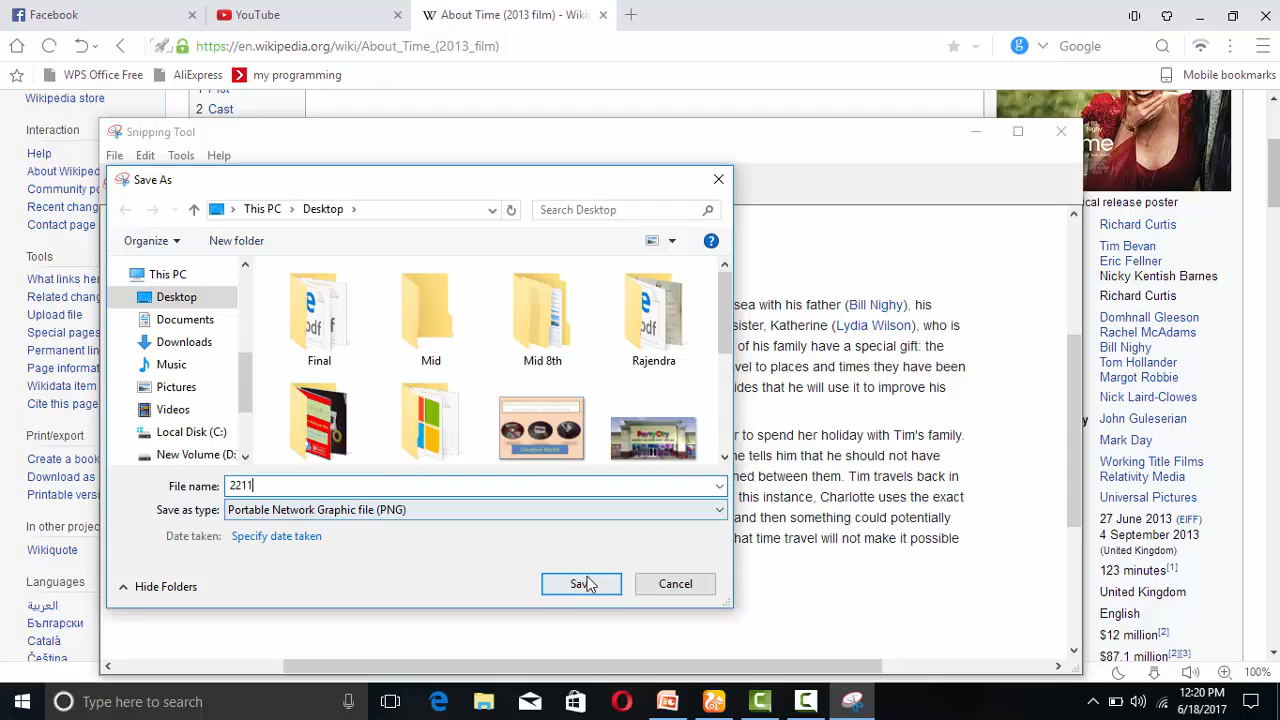 Facebook
YouTube
About Time (2013 film) - Wiki
https://en.wikipedia.org/wiki/About_Time_(2013_film)
Google
WPS Office Free
AliExpress
my programming
Mobile bookmarks
Wikipedia store
Interaction
Help
About Wikiped
Community po
Recent chang
Contact page
Tools
What links her
Related chang
Upload file
Special pages
Permanent lin
Page informat
Wikidata item
Cite this page
Print/export
Create a book
Download as
Printable versi
In other projec
Wikiquote
Languages
العربية
Български
Català
Čeština
2 Cast
Snipping Tool
File Edit Tools Help
Save As
This PC
Desktop
Search Desktop
Organize
New folder
This PC
Desktop
Documents
Downloads
Music
Pictures
Videos
Local Disk (C:)
New Volume (D:
Final
Mid
Mid 8th
Rajendra
File name: 2211
Save as type: Portable Network Graphic file (PNG)
Date taken: Specify date taken
Hide Folders
Save
Cancel
sea with his father (Bill Nighy), his
sister, Katherine (Lydia Wilson), who is
of his family have a special gift: the
vel to places and times they have been
ides that he will use it to improve his
er to spend her holiday with Tim's family.
he tells him that he should not have
ned between them. Tim travels back in
this instance, Charlotte uses the exact
and then something could potentially
hat time travel will not make it possible
BILL NIGHY
me
ical release poster
Richard Curtis
Tim Bevan
Eric Fellner
Nicky Kentish Barnes
Richard Curtis
Domhnall Gleeson
Rachel McAdams
Bill Nighy
Tom Hollander
Margot Robbie
Nick Laird-Clowes
John Guleserian
Mark Day
Working Title Films
Relativity Media
Universal Pictures
27 June 2013 (EIFF)
4 September 2013
(United Kingdom)
123 minutes[1]
United Kingdom
English
$12 million[2]
$87.1 million[2][3]
100%
Type here to search
12:20 PM
6/18/2017